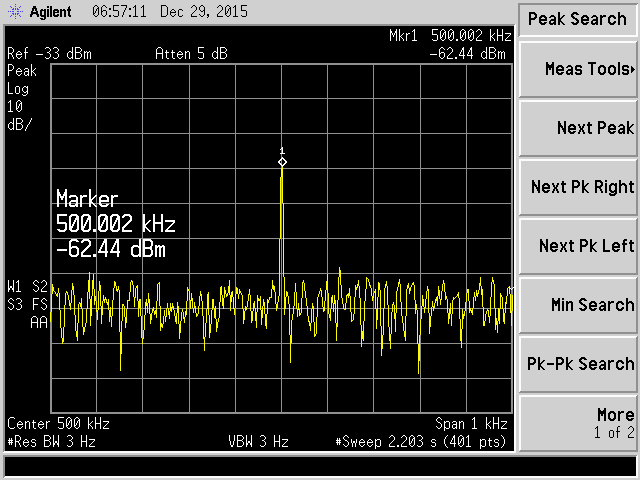 Agilent 06:57:11 Dec 29, 2015
Peak Search
Mkr1 500.002 kHz
Ref -33 dBm Atten 5 dB -62.44 dBm
Peak
Log
10
dB/
1
Marker
500.002 kHz
-62.44 dBm
W1 S2
S3 FS
AA
Center 500 kHz Span 1 kHz
#Res BW 3 Hz VBW 3 Hz #Sweep 2.203 s (401 pts)
Meas Tools
Next Peak
Next Pk Right
Next Pk Left
Min Search
Pk-Pk Search
More
1 of 2